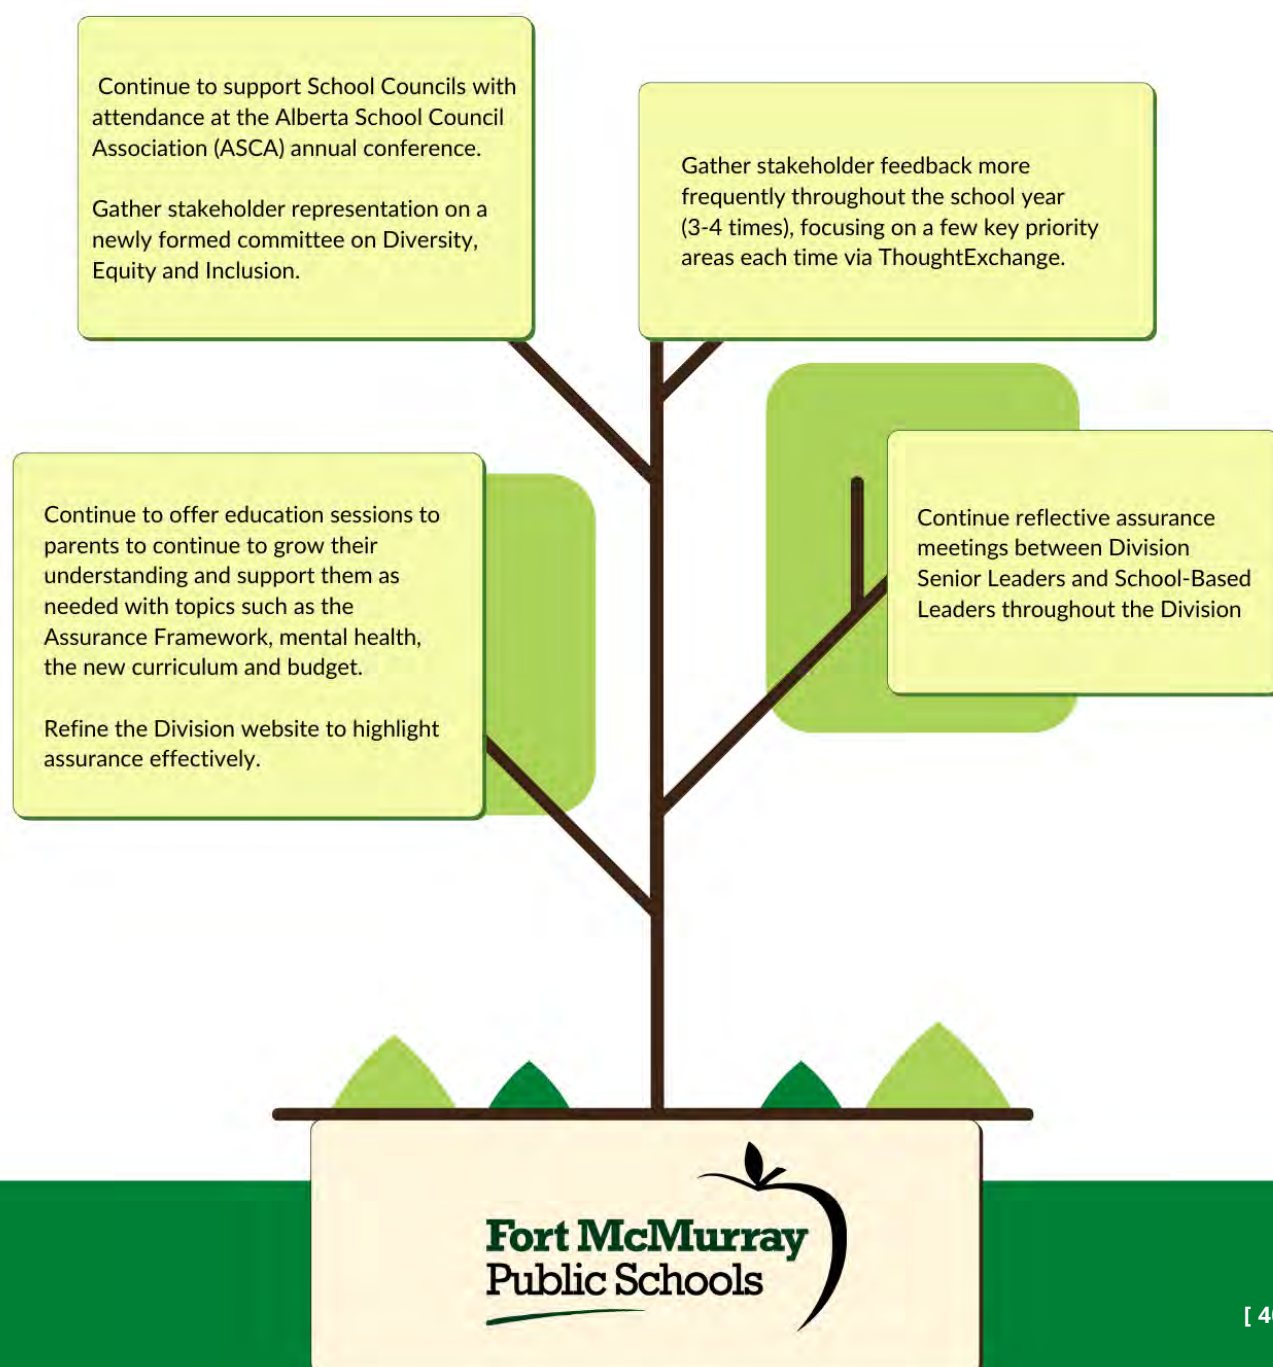 Continue to support School Councils with
attendance at the Alberta School Council
Association (ASCA) annual conference.
Gather stakeholder representation on a
newly formed committee on Diversity,
Equity and Inclusion.
Gather stakeholder feedback more
frequently throughout the school year
(3-4 times), focusing on a few key priority
areas each time via ThoughtExchange.
Continue to offer education sessions to
parents to continue to grow their
understanding and support them as
needed with topics such as the
Assurance Framework, mental health,
the new curriculum and budget.
Refine the Division website to highlight
assurance effectively.
Continue reflective assurance
meetings between Division
Senior Leaders and School-Based
Leaders throughout the Division
Fort McMurray
Public Schools